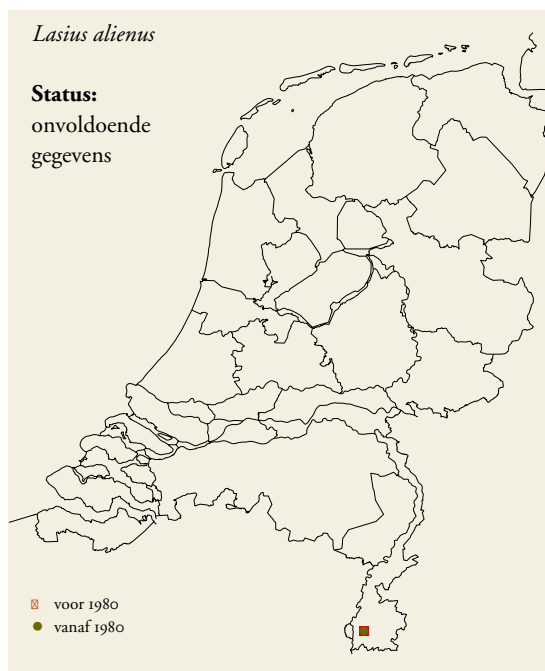 Lasius alienus
Status:
onvoldoende
gegevens
voor 1980
vanaf 1980